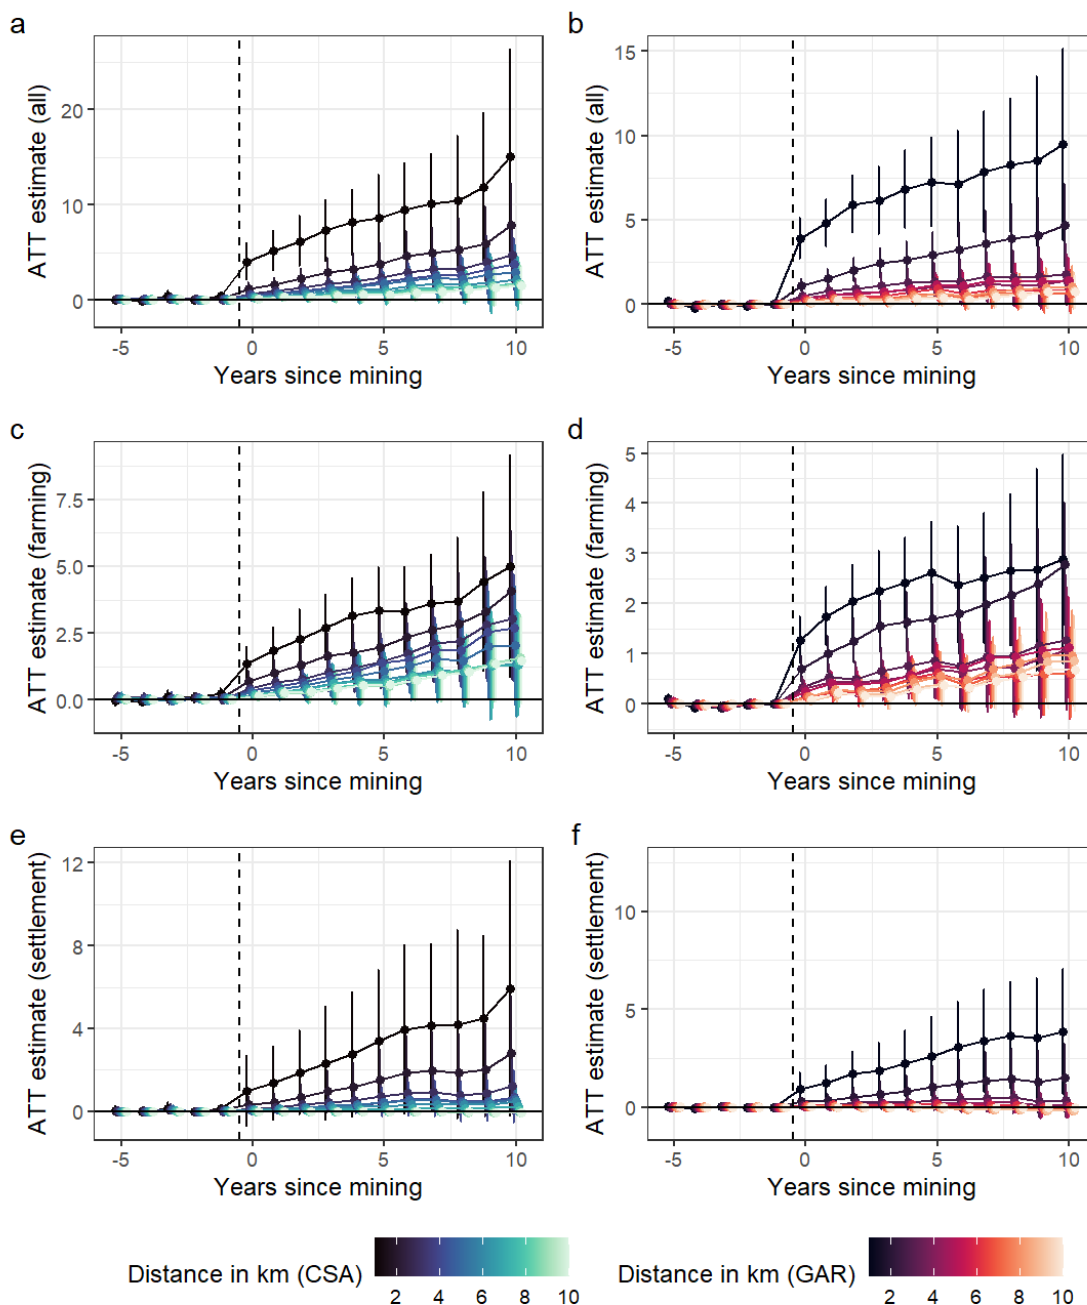 a
ATT estimate (all)
20
10
0
-5 0 5 10
Years since mining
b
ATT estimate (all)
15
10
5
0
-5 0 5 10
Years since mining
c
ATT estimate (farming)
7.5
5.0
2.5
0.0
-5 0 5 10
Years since mining
d
ATT estimate (farming)
5
4
3
2
1
0
-5 0 5 10
Years since mining
e
ATT estimate (settlement)
12
8
4
0
-5 0 5 10
Years since mining
f
ATT estimate (settlement)
10
5
0
-5 0 5 10
Years since mining
Distance in km (CSA)
2 4 6 8 10
Distance in km (GAR)
2 4 6 8 10